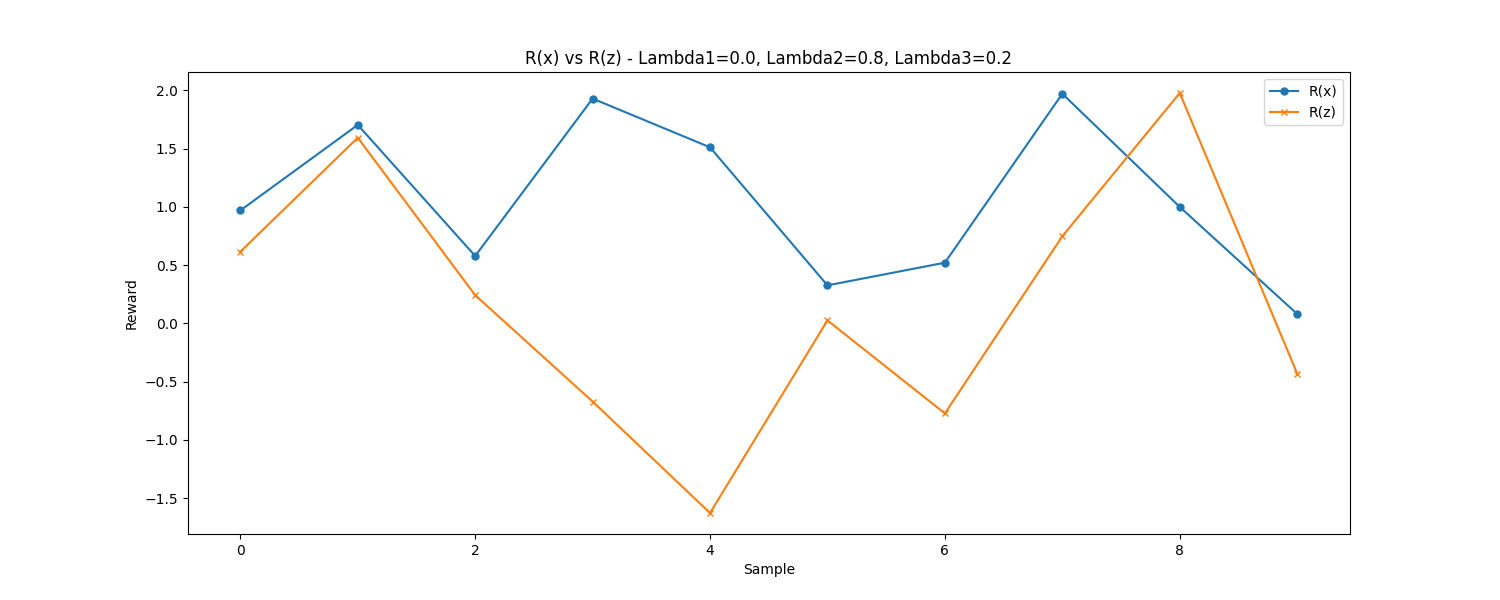 R(x) vs R(z) - Lambda1=0.0, Lambda2=0.8, Lambda3=0.2
R(x)
R(z)
Reward
2.0
1.5
1.0
0.5
0.0
−0.5
−1.0
−1.5
0 2 4 6 8
Sample